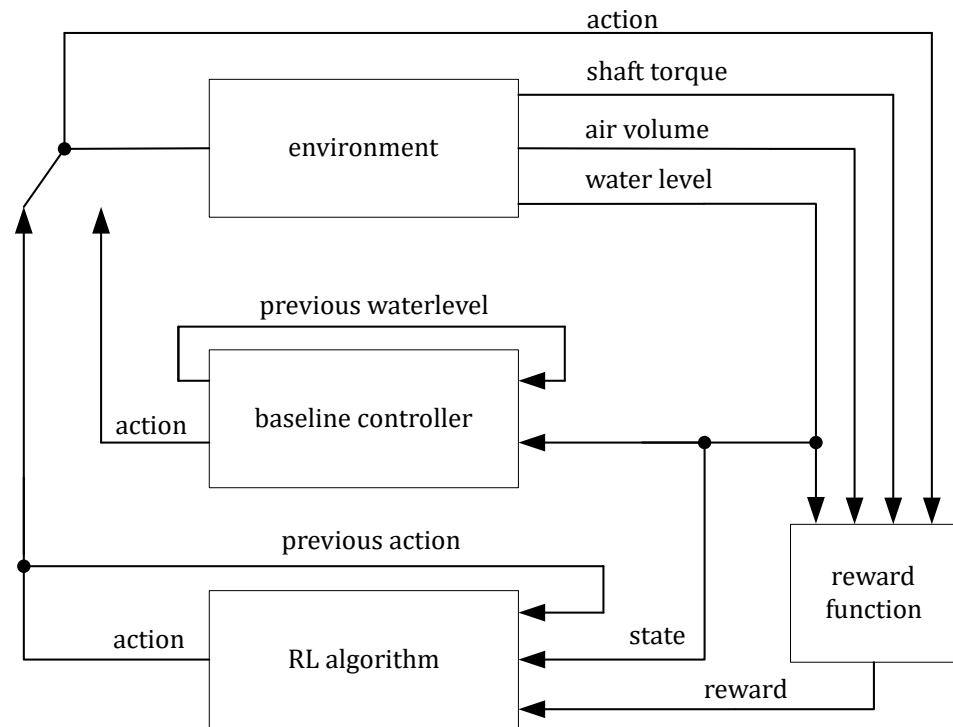 action
shaft torque
environment
air volume
water level
previous waterlevel
baseline controller
action
previous action
reward
function
action
RL algorithm
state
reward